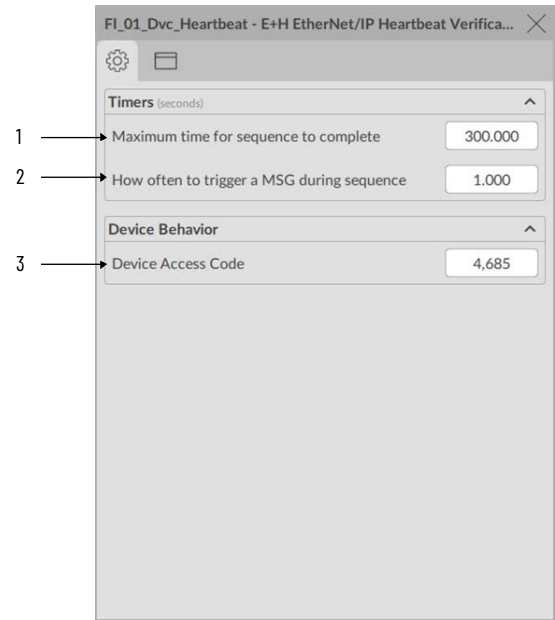 FI_01_Dvc_Heartbeat - E+H EtherNet/IP Heartbeat Verifica...
Timers (seconds)
1 Maximum time for sequence to complete 300.000
2 How often to trigger a MSG during sequence 1.000
Device Behavior
3 Device Access Code 4,685